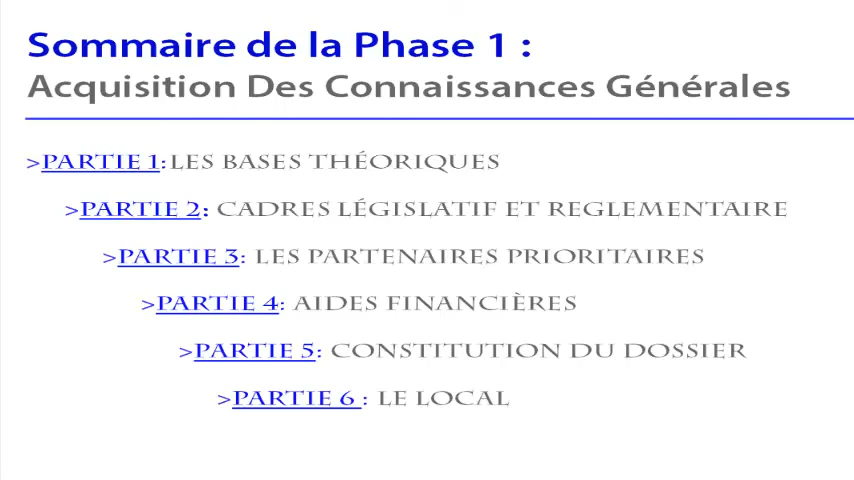 Sommaire de la Phase 1 :
Acquisition Des Connaissances Générales
>PARTIE 1:LES BASES THÉORIQUES
>PARTIE 2: CADRES LÉGISLATIF ET REGLEMENTAIRE
>PARTIE 3: LES PARTENAIRES PRIORITAIRES
>PARTIE 4: AIDES FINANCIÈRES
>PARTIE 5: CONSTITUTION DU DOSSIER
>PARTIE 6 : LE LOCAL